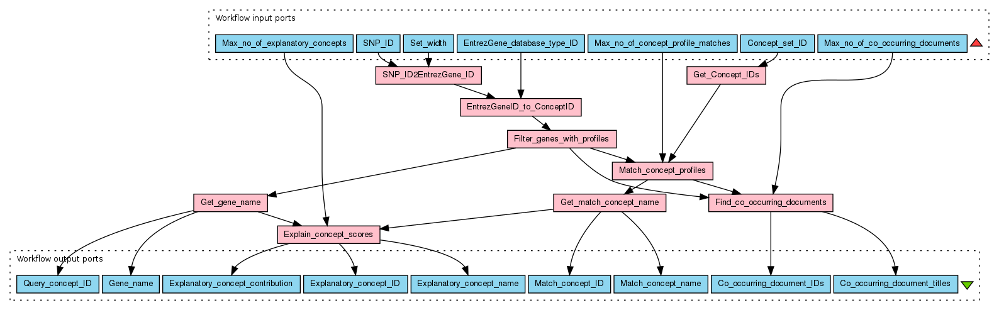 Workflow input ports
Max_no_of_explanatory_concepts
SNP_ID
Set_width
EntrezGene_database_type_ID
Max_no_of_concept_profile_matches
Concept_set_ID
Max_no_of_co_occurring_documents
SNP_ID2EntrezGene_ID
Get_Concept_IDs
EntrezGeneID_to_ConceptID
Filter_genes_with_profiles
Match_concept_profiles
Get_gene_name
Get_match_concept_name
Find_co_occurring_documents
Explain_concept_scores
Workflow output ports
Query_concept_ID
Gene_name
Explanatory_concept_contribution
Explanatory_concept_ID
Explanatory_concept_name
Match_concept_ID
Match_concept_name
Co_occurring_document_IDs
Co_occurring_document_titles